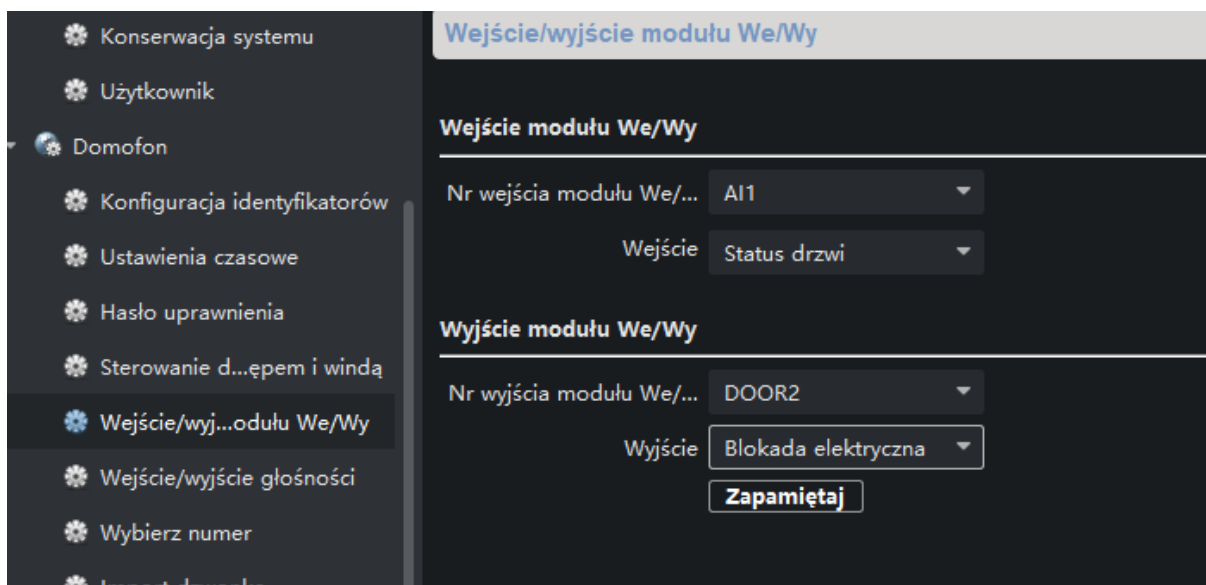 Konserwacja systemu
Użytkownik
Domofon
Konfiguracja identyfikatorów
Ustawienia czasowe
Hasło uprawnienia
Sterowanie d...ępem i windą
Wejście/wyj...odułu We/Wy
Wejście/wyjście głośności
Wybierz numer
Wejście/wyjście modułu We/Wy
Wejście modułu We/Wy
Nr wejścia modułu We/... AI1
Wejście Status drzwi
Wyjście modułu We/Wy
Nr wyjścia modułu We/... DOOR2
Wyjście Blokada elektryczna
Zapamiętaj